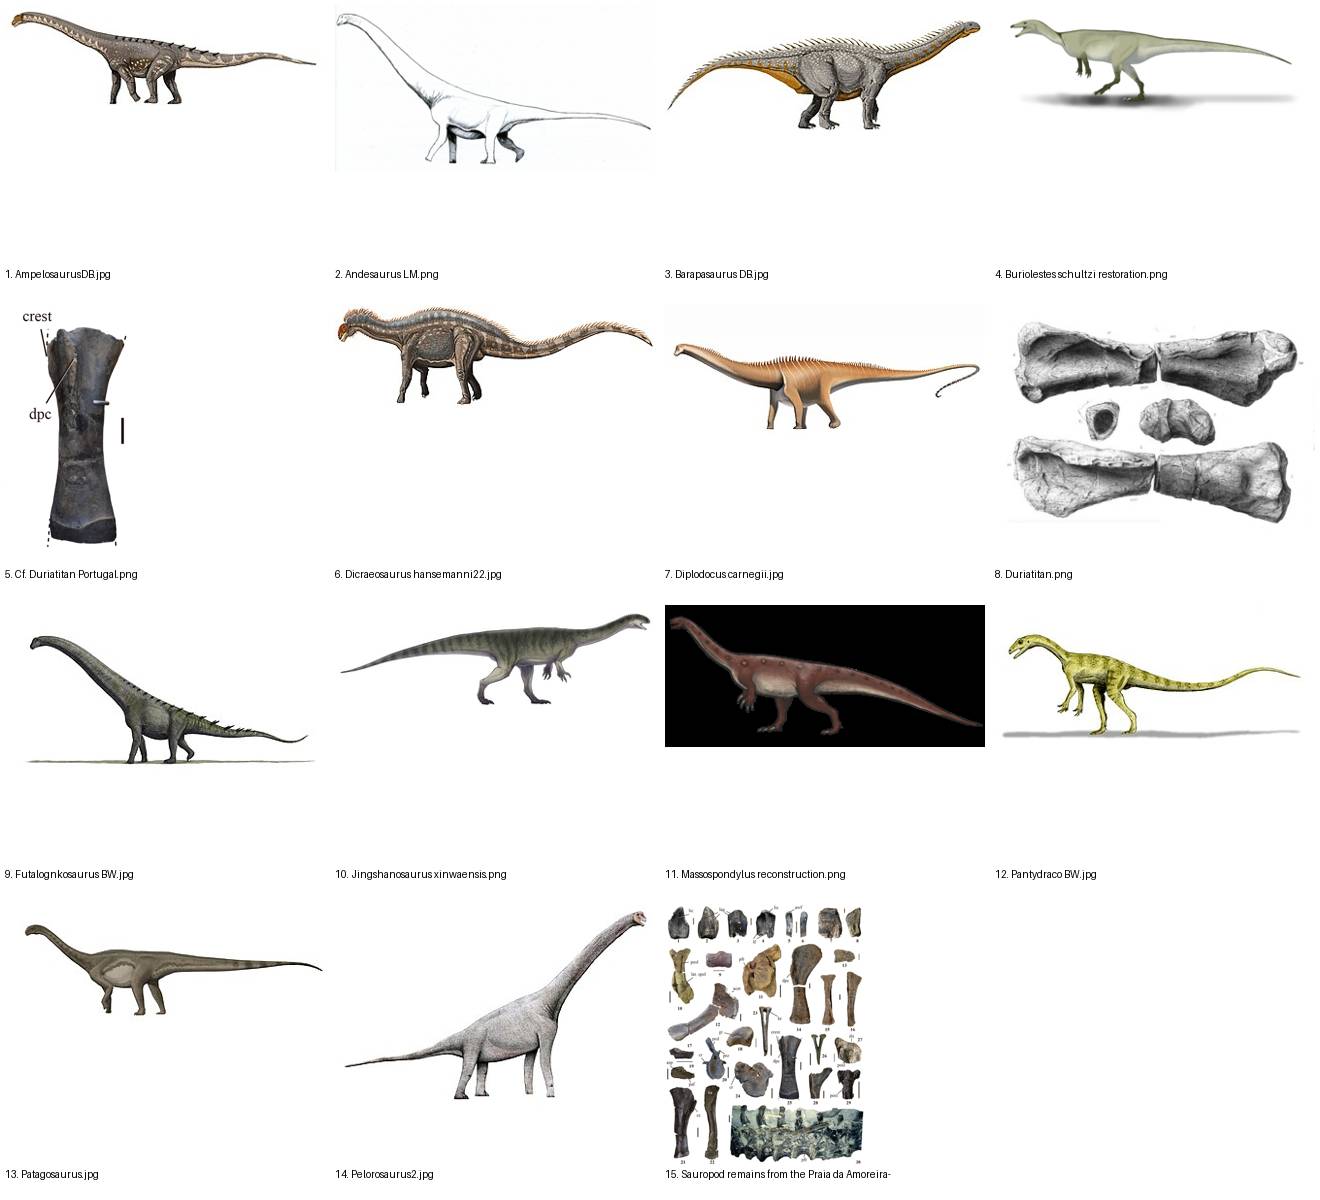 1. AmpelosaurusDB.jpg
2. Andesaurus LM.png
3. Barapasaurus DB.jpg
4. Buriolestes schultzi restoration.png
crest
dpc
5. Cf. Duriatitan Portugal.png
6. Dicraeosaurus hansemanni22.jpg
7. Diplodocus carnegii.jpg
8. Duriatitan.png
9. Futalognkosaurus BW.jpg
10. Jingshanosaurus xinwaensis.png
11. Massospondylus reconstruction.png
12. Pantydraco BW.jpg
13. Patagosaurus.jpg
14. Pelorosaurus2.jpg
15. Sauropod remains from the Praia da Amoreira-